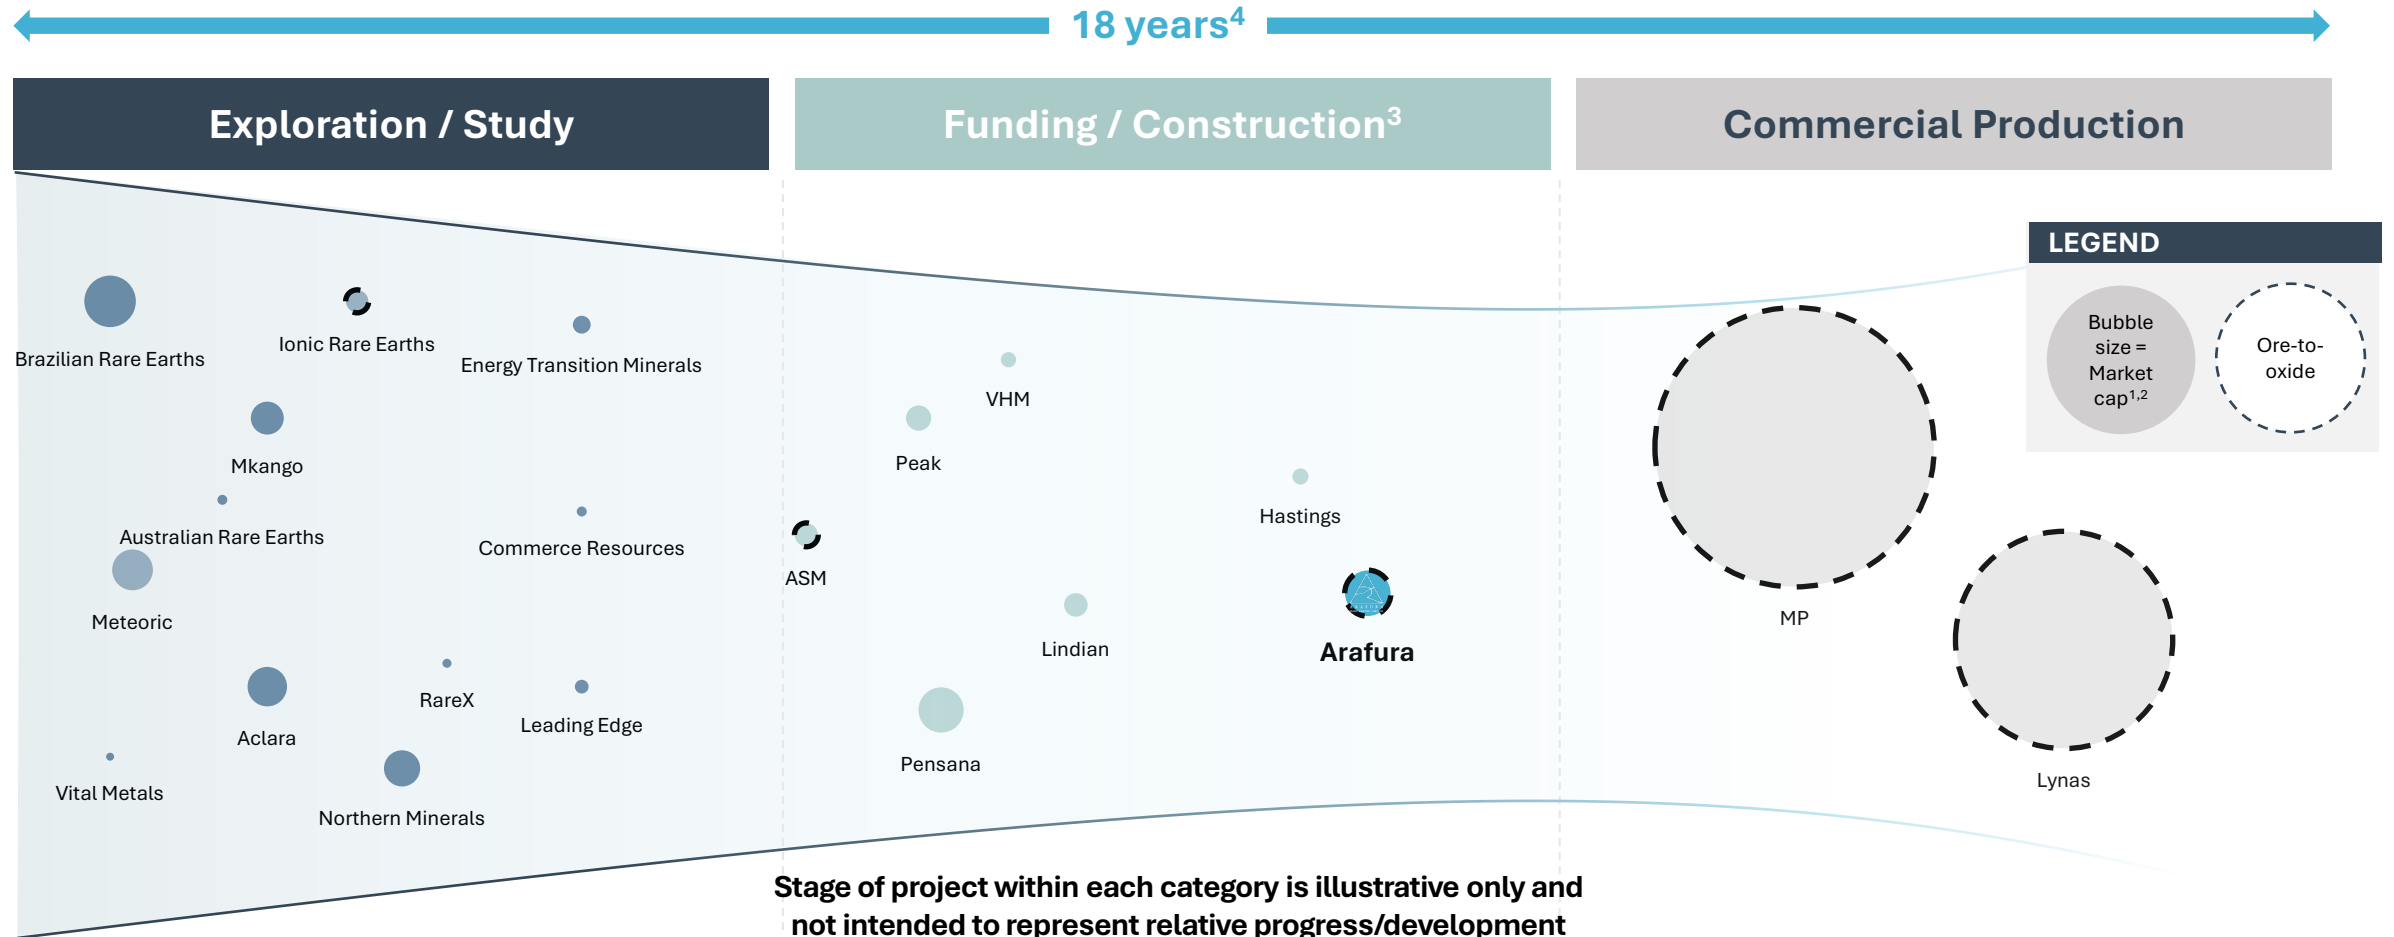 18 years⁴
Exploration / Study
Funding / Construction³
Commercial Production
LEGEND
Bubble
size =
Market
cap¹,²
Ore-to-
oxide
Brazilian Rare Earths
Ionic Rare Earths
Energy Transition Minerals
Mkango
Australian Rare Earths
Commerce Resources
Meteoric
RareX
Leading Edge
Aclara
Vital Metals
Northern Minerals
VHM
Peak
Hastings
ASM
Lindian
Arafura
Pensana
MP
Lynas
Stage of project within each category is illustrative only and
not intended to represent relative progress/development